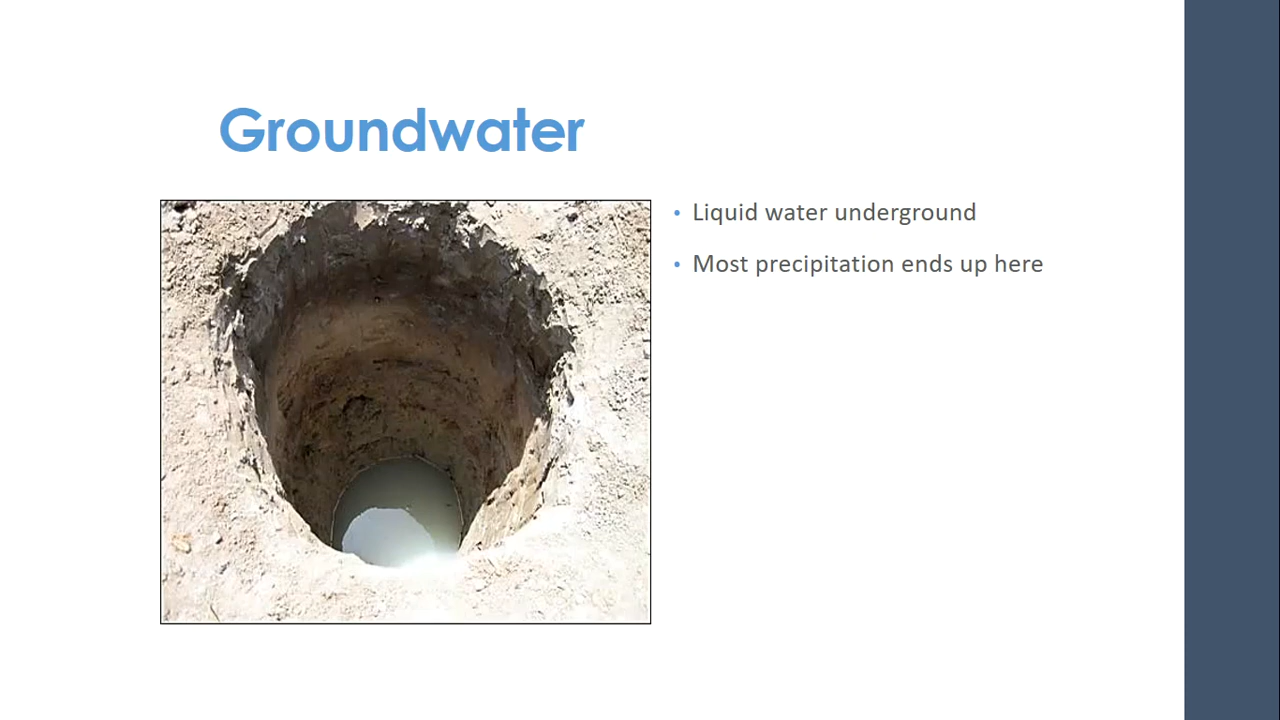 Groundwater
• Liquid water underground
• Most precipitation ends up here